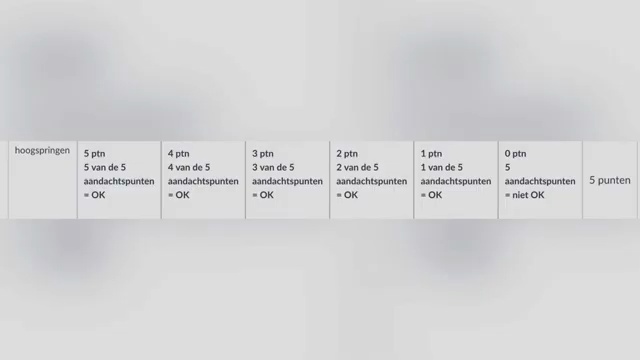 hoogspringen
5 ptn
5 van de 5
aandachtspunten
= OK
4 ptn
4 van de 5
aandachtspunten
= OK
3 ptn
3 van de 5
aandachtspunten
= OK
2 ptn
2 van de 5
aandachtspunten
= OK
1 ptn
1 van de 5
aandachtspunten
= OK
0 ptn
5
aandachtspunten
= niet OK
5 punten